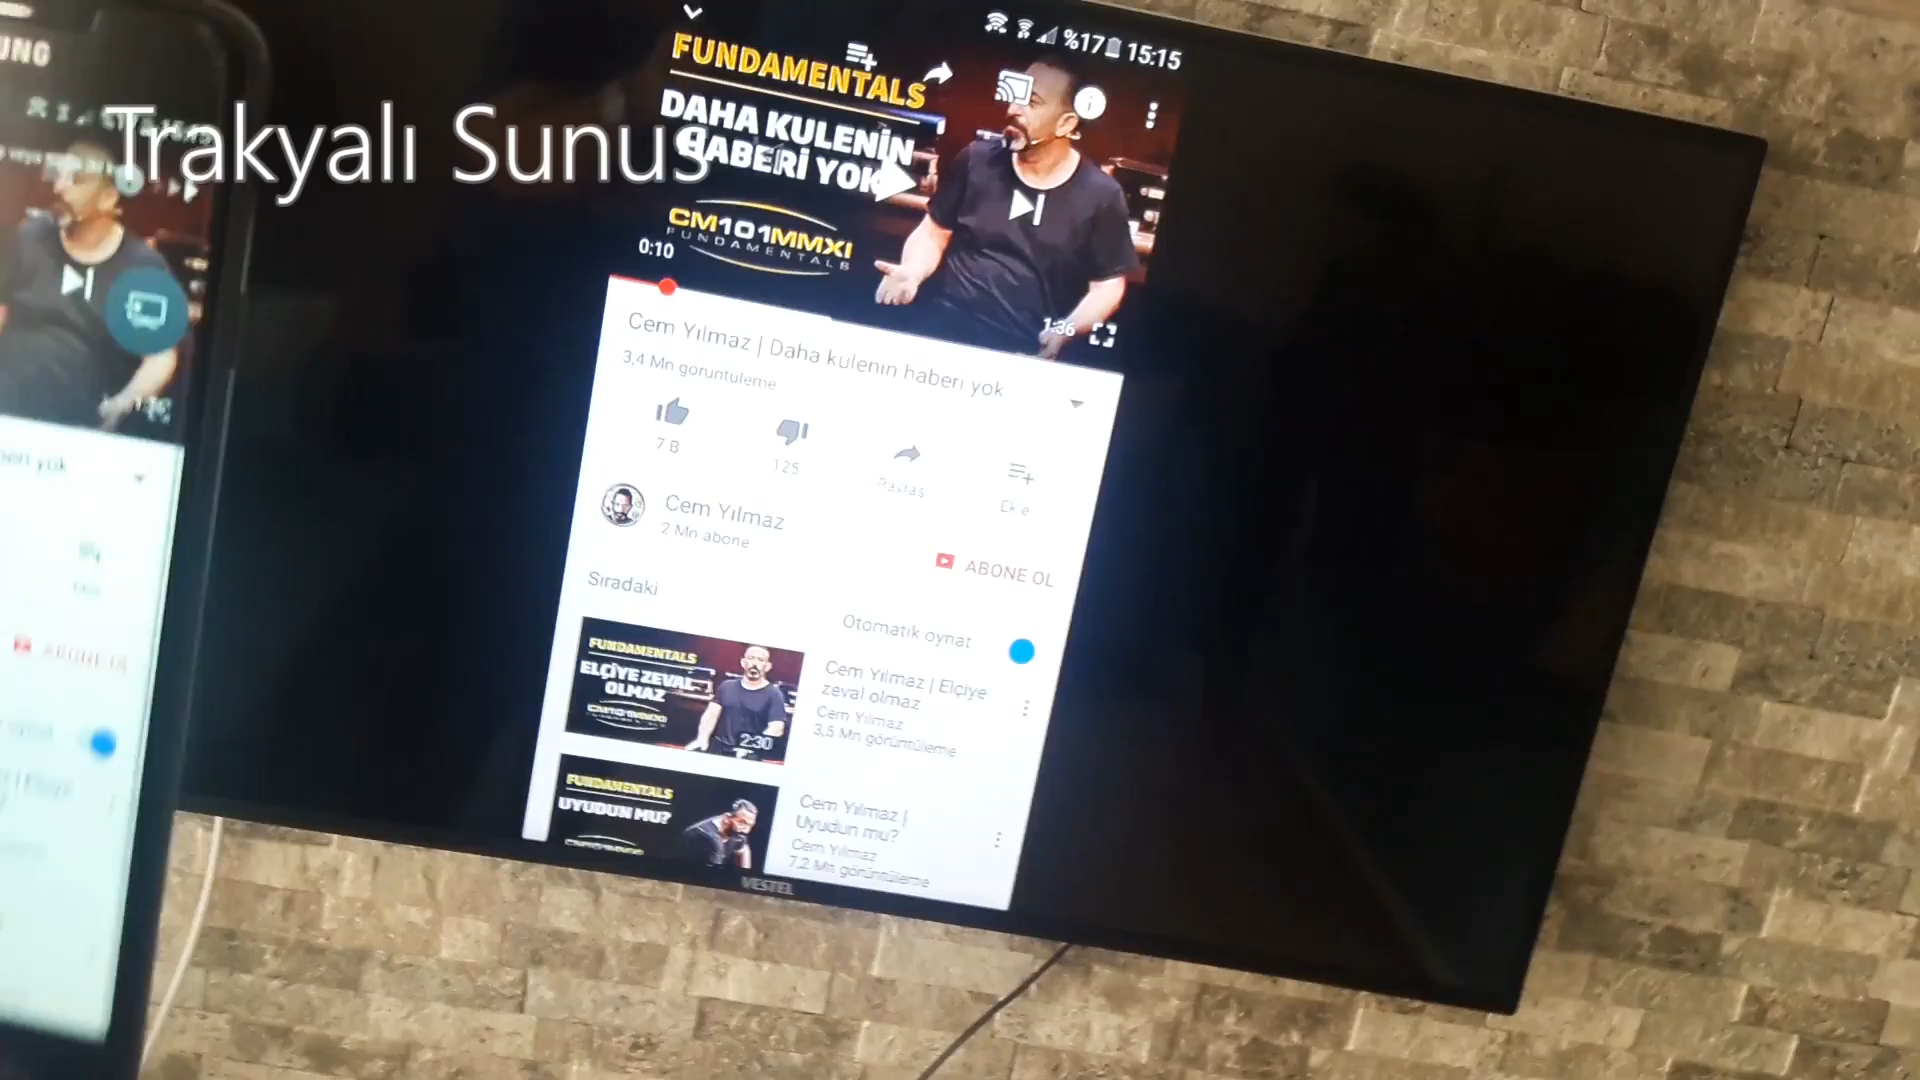 UNG
Trakyalı Sunus
%17 15:15
FUNDAMENTALS
DAHA KULENİN
HABERİ YOK
CM101MMXI
FUNDAMENTALS
0:10
1:36
Cem Yılmaz | Daha kulenin haberi yok
3,4 Mn görüntüleme
7 B
125
Paylaş
Ekle
Cem Yılmaz
2 Mn abone
ABONE OL
Sıradaki
Otomatik oynat
FUNDAMENTALS
ELÇİYE ZEVAL
OLMAZ
2:30
Cem Yılmaz | Elçiye
zeval olmaz
Cem Yılmaz
3,5 Mn görüntüleme
FUNDAMENTALS
UYUDUN MU?
Cem Yılmaz |
Uyudun mu?
Cem Yılmaz
7,2 Mn görüntüleme
VESTEL
ABONE OL